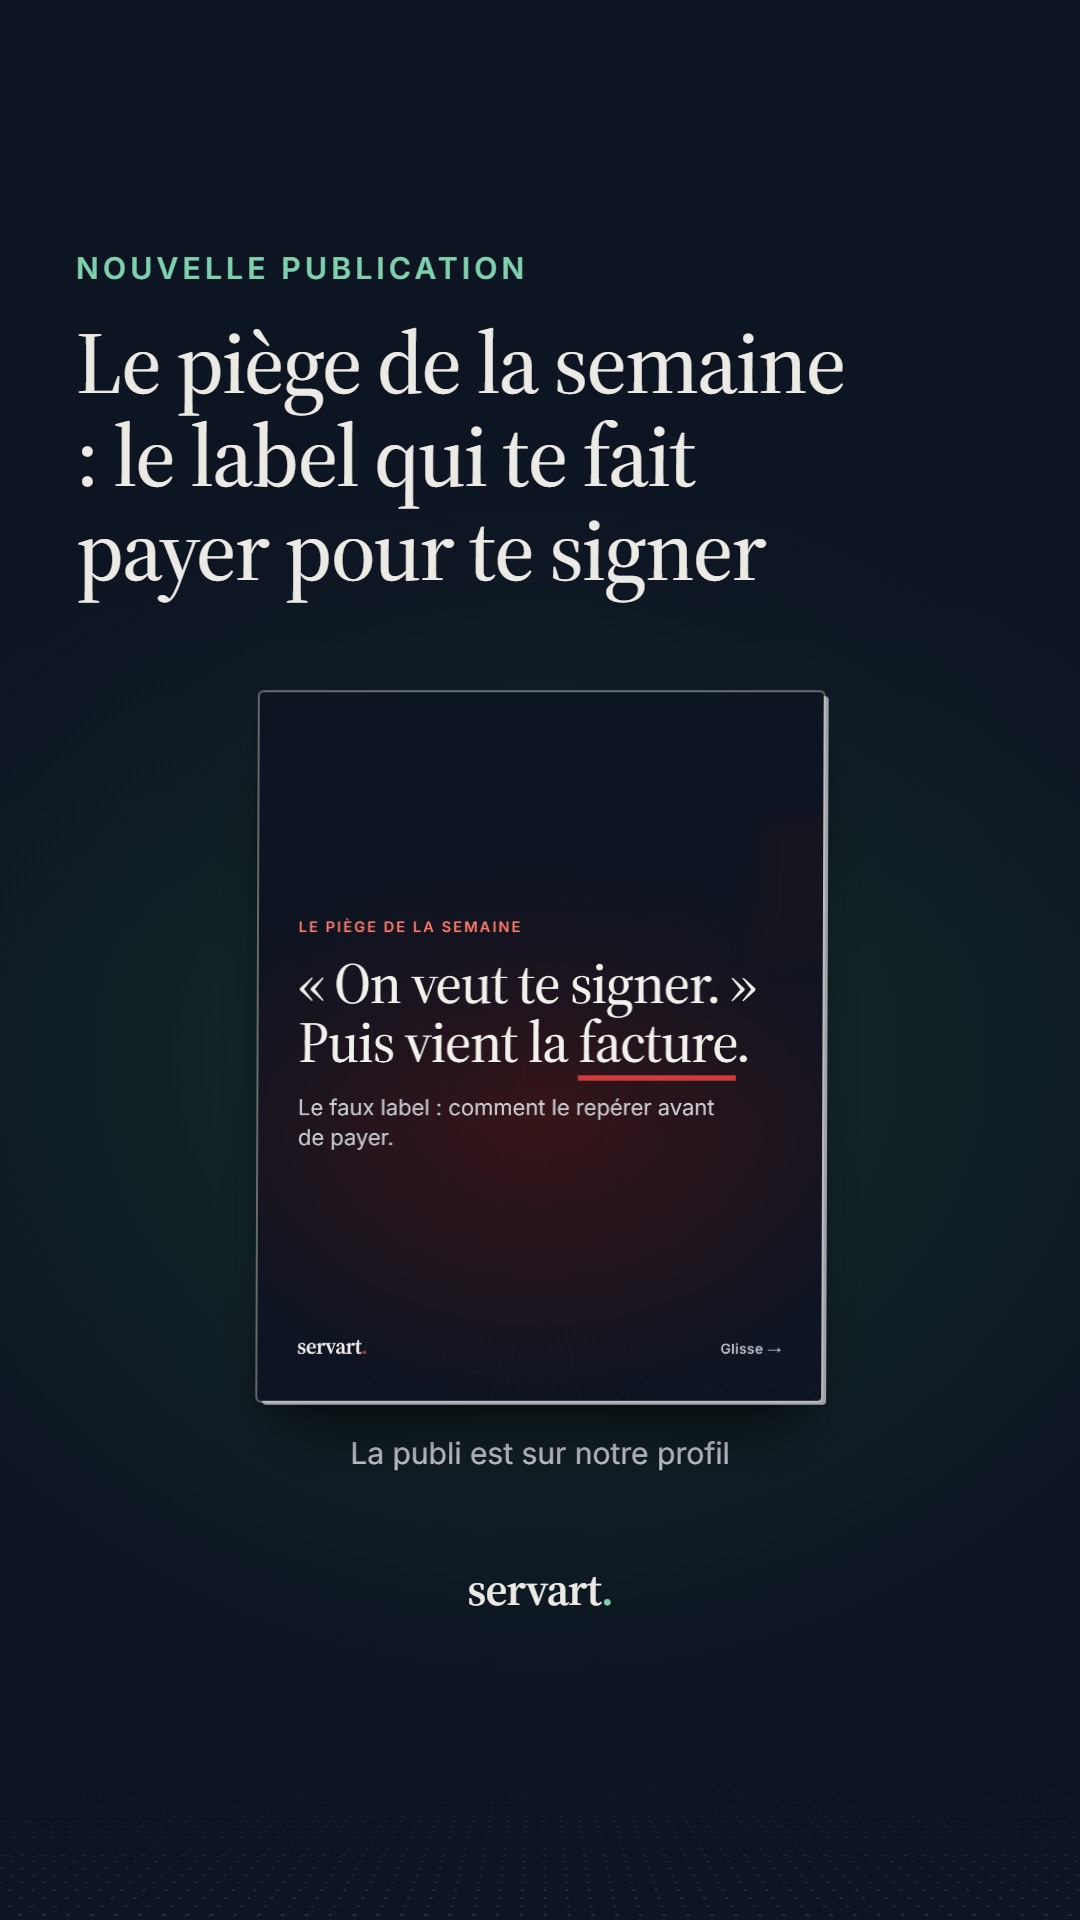 NOUVELLE PUBLICATION
Le piège de la semaine
: le label qui te fait
payer pour te signer
LE PIÈGE DE LA SEMAINE
« On veut te signer. »
Puis vient la facture.
Le faux label : comment le repérer avant
de payer.
servart.
Glisse →
La publi est sur notre profil
servart.